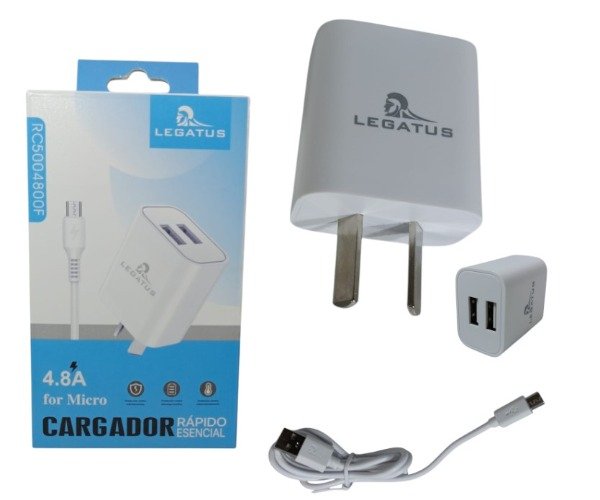 LEGATUS
RC5004800F
LEGATUS
4.8A
for Micro
CARGADOR
RÁPIDO
ESENCIAL
LEGATUS
LEGATUS